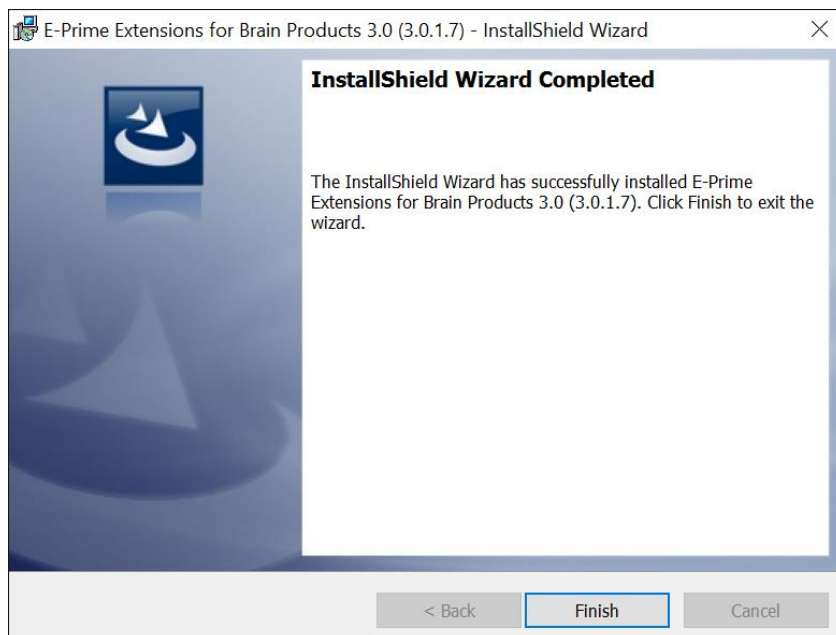 E-Prime Extensions for Brain Products 3.0 (3.0.1.7) - InstallShield Wizard
InstallShield Wizard Completed
The InstallShield Wizard has successfully installed E-Prime
Extensions for Brain Products 3.0 (3.0.1.7). Click Finish to exit the
wizard.
< Back
Finish
Cancel